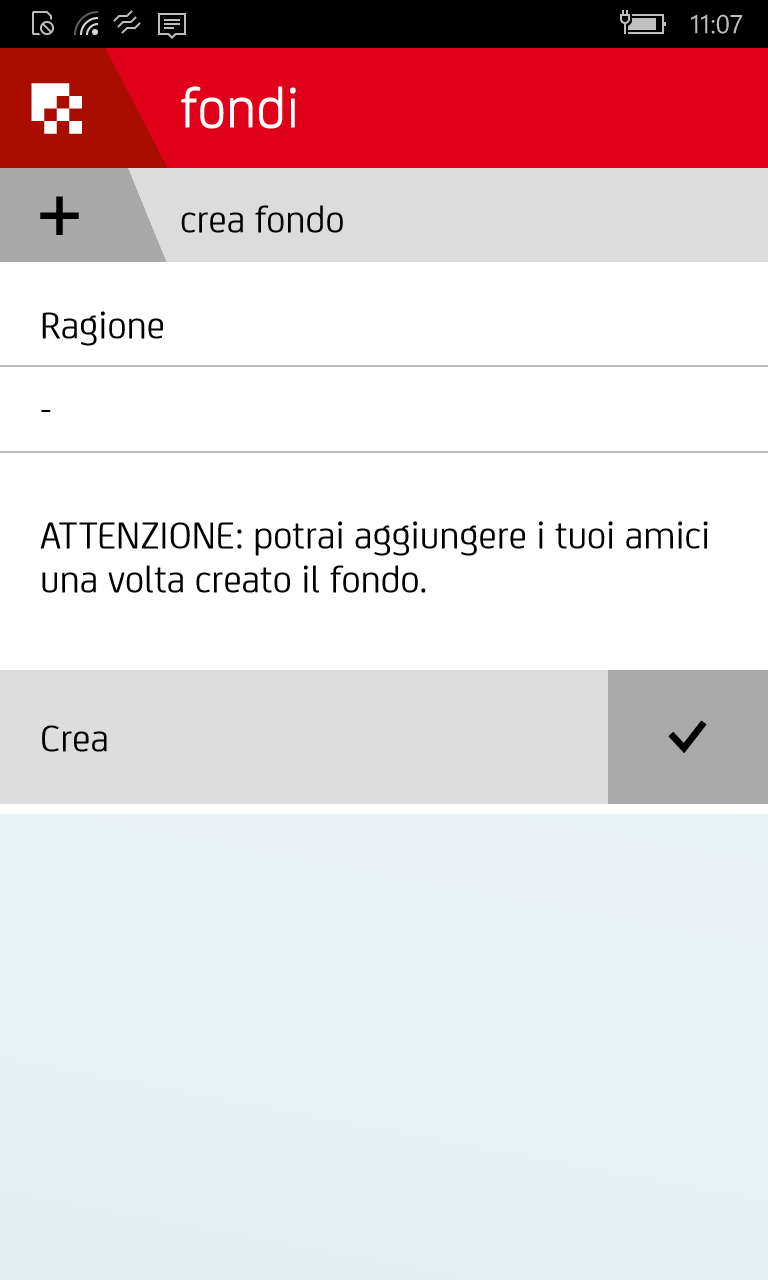 11:07
fondi
crea fondo
Ragione
-
ATTENZIONE: potrai aggiungere i tuoi amici
una volta creato il fondo.
Crea